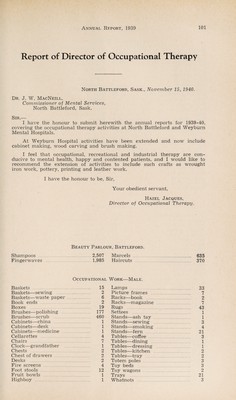 ANNUAL REPORT, 1939
101
Report of Director of Occupational Therapy
NORTH BATTLEFORD, SASK., November 15, 1940.
DR. J. W. MACNEILL,
Commissioner of Mental Services,
North Battleford, Sask.
SIR,—
I have the honour to submit herewith the annual reports for 1939-40,
covering the occupational therapy activities at North Battleford and Weyburn
Mental Hospitals.
At Weyburn Hospital activities have been extended and now include
cabinet making, wood carving and brush making.
I feel that occupational, recreational and industrial therapy are con-
ducive to mental health, happy and contented patients, and I would like to
recommend the extension of activities to include such crafts as wrought
iron work, pottery, printing and leather work.
I have the honour to be, Sir,
Your obedient servant,
HAZEL JACQUES,
Director of Occupational Therapy.
BEAUTY PARLOUR, BATTLEFORD.
Shampoos 2,507 Marcels 635
Fingerwaves 1,985 Haircuts 270
OCCUPATIONAL WORK—MALE.
Baskets 15 Lamps 33
Baskets—sewing 2 Picture frames 7
Baskets—waste paper 6 Racks—book 2
Book ends 2 Racks—magazine 7
Boxes 19 Rugs 43
Brushes—polishing 177 Settees 1
Brushes—scrub 460 Stands—ash tay 1
Cabinets—china 1 Stands—sewing 5
Cabinets—desk 1 Stands—smoking 4
Cabinets—medicine 1 Stands—fern 21
Cellarettes 4 Tables—coffee 3
Chairs 7 Tables—dining 1
Clock—grandfather 1 Tables—dressing 1
Chests 2 Tables—kitchen 2
Chest of drawers 7 Tables—tray 2
Desks 2 Totem poles 2
Fire screens 4 Toy beds 2
Foot stools 12 Toy wagons 2
Fruit bowls 1 Trays 21
Highboy 1 Whatnots 2